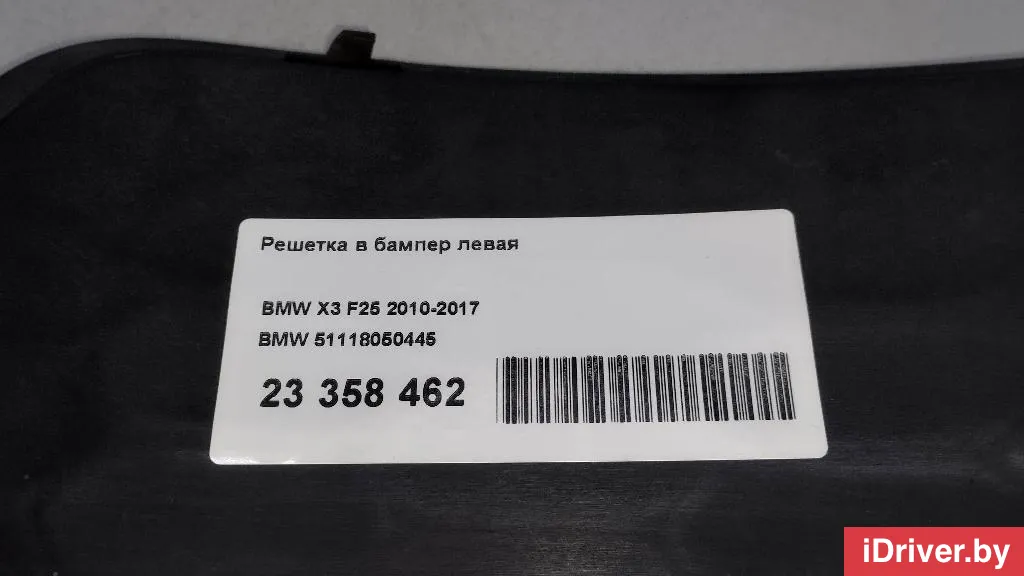 Решетка в бампер левая
BMW X3 F25 2010-2017
BMW 51118050445
23 358 462
iDriver.by